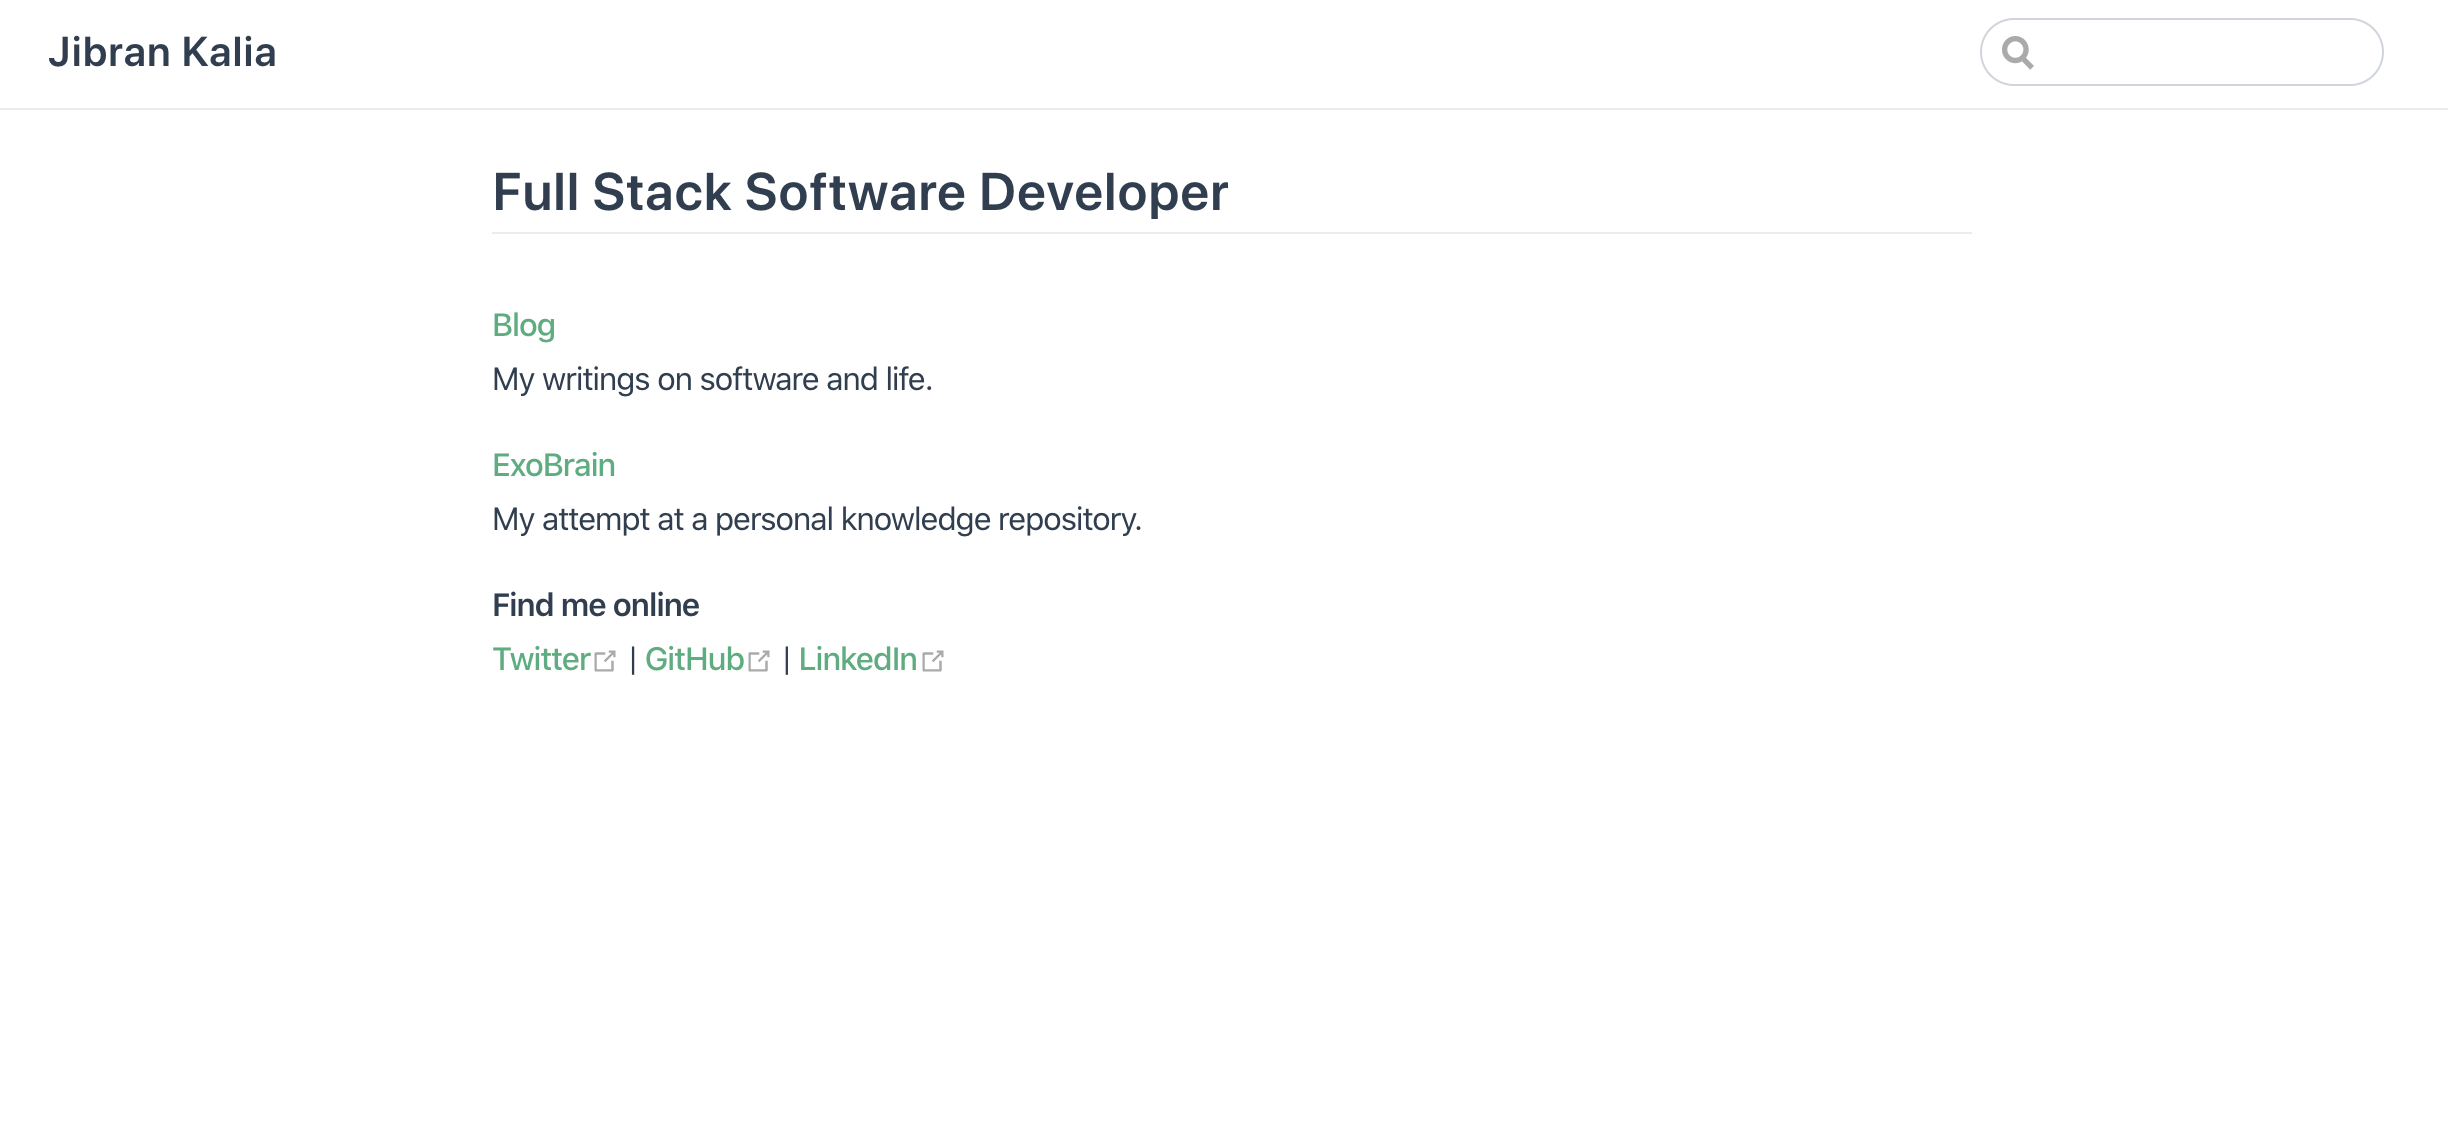 Jibran Kalia
Full Stack Software Developer
Blog
My writings on software and life.
ExoBrain
My attempt at a personal knowledge repository.
Find me online
Twitter | GitHub | LinkedIn